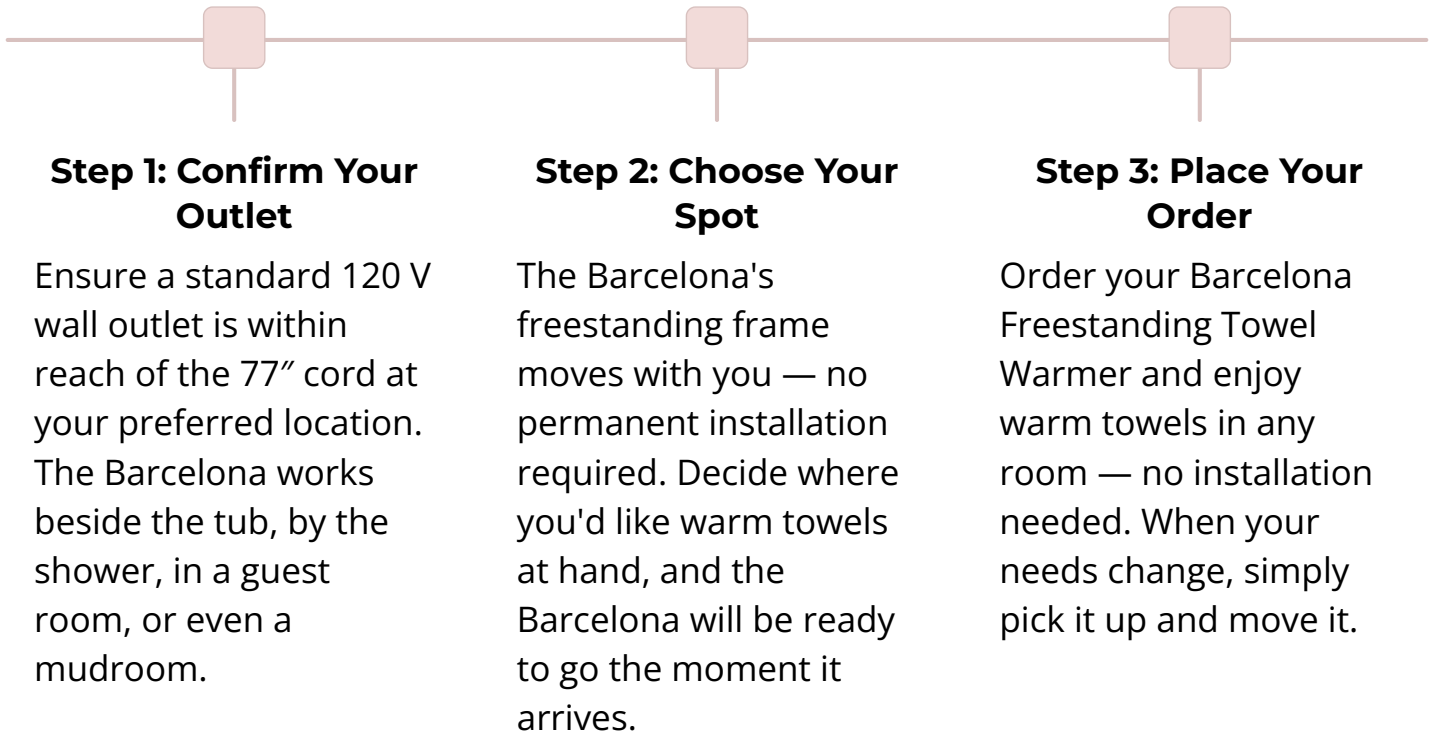 Step 1: Confirm Your
Outlet
Ensure a standard 120 V
wall outlet is within
reach of the 77″ cord at
your preferred location.
The Barcelona works
beside the tub, by the
shower, in a guest
room, or even a
mudroom.
Step 2: Choose Your
Spot
The Barcelona's
freestanding frame
moves with you — no
permanent installation
required. Decide where
you'd like warm towels
at hand, and the
Barcelona will be ready
to go the moment it
arrives.
Step 3: Place Your
Order
Order your Barcelona
Freestanding Towel
Warmer and enjoy
warm towels in any
room — no installation
needed. When your
needs change, simply
pick it up and move it.